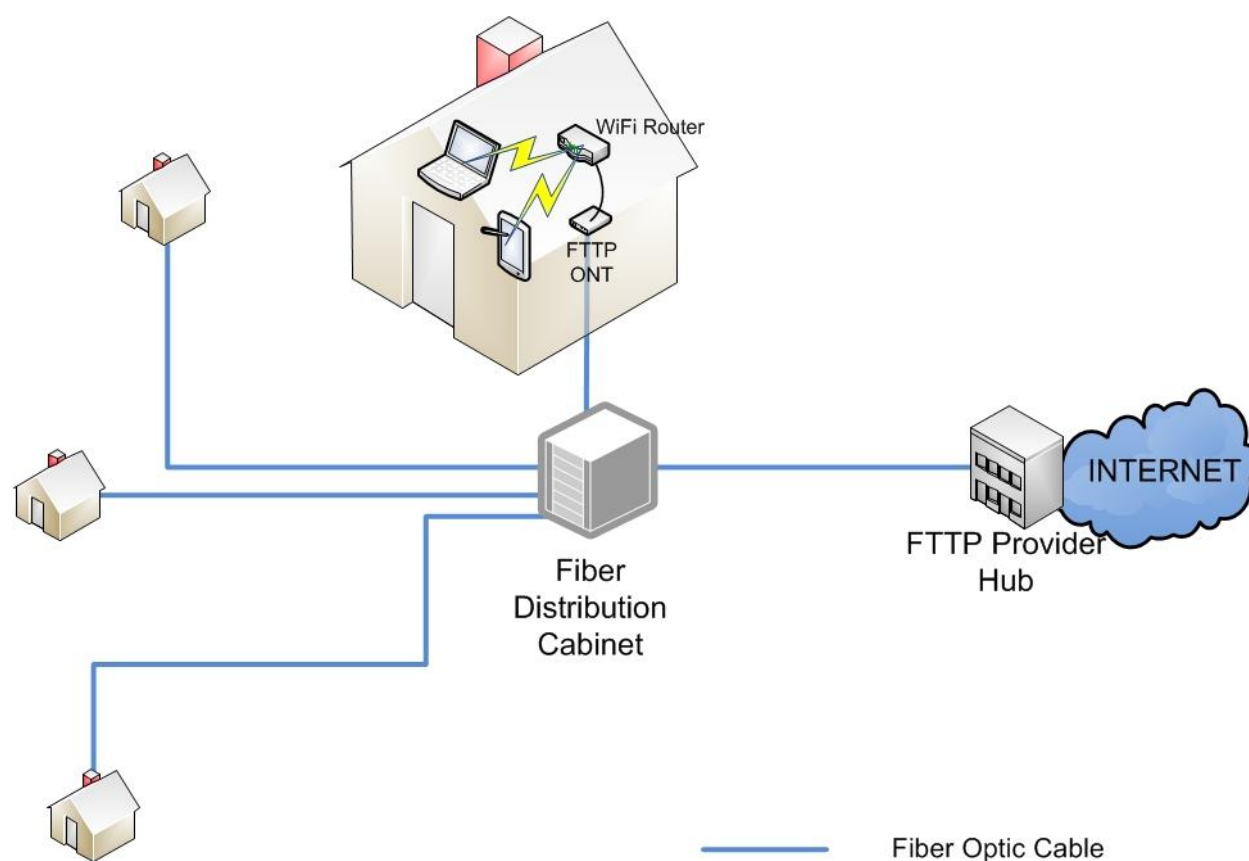 WiFi Router
FTTP
ONT
INTERNET
FTTP Provider
Hub
Fiber
Distribution
Cabinet
Fiber Optic Cable